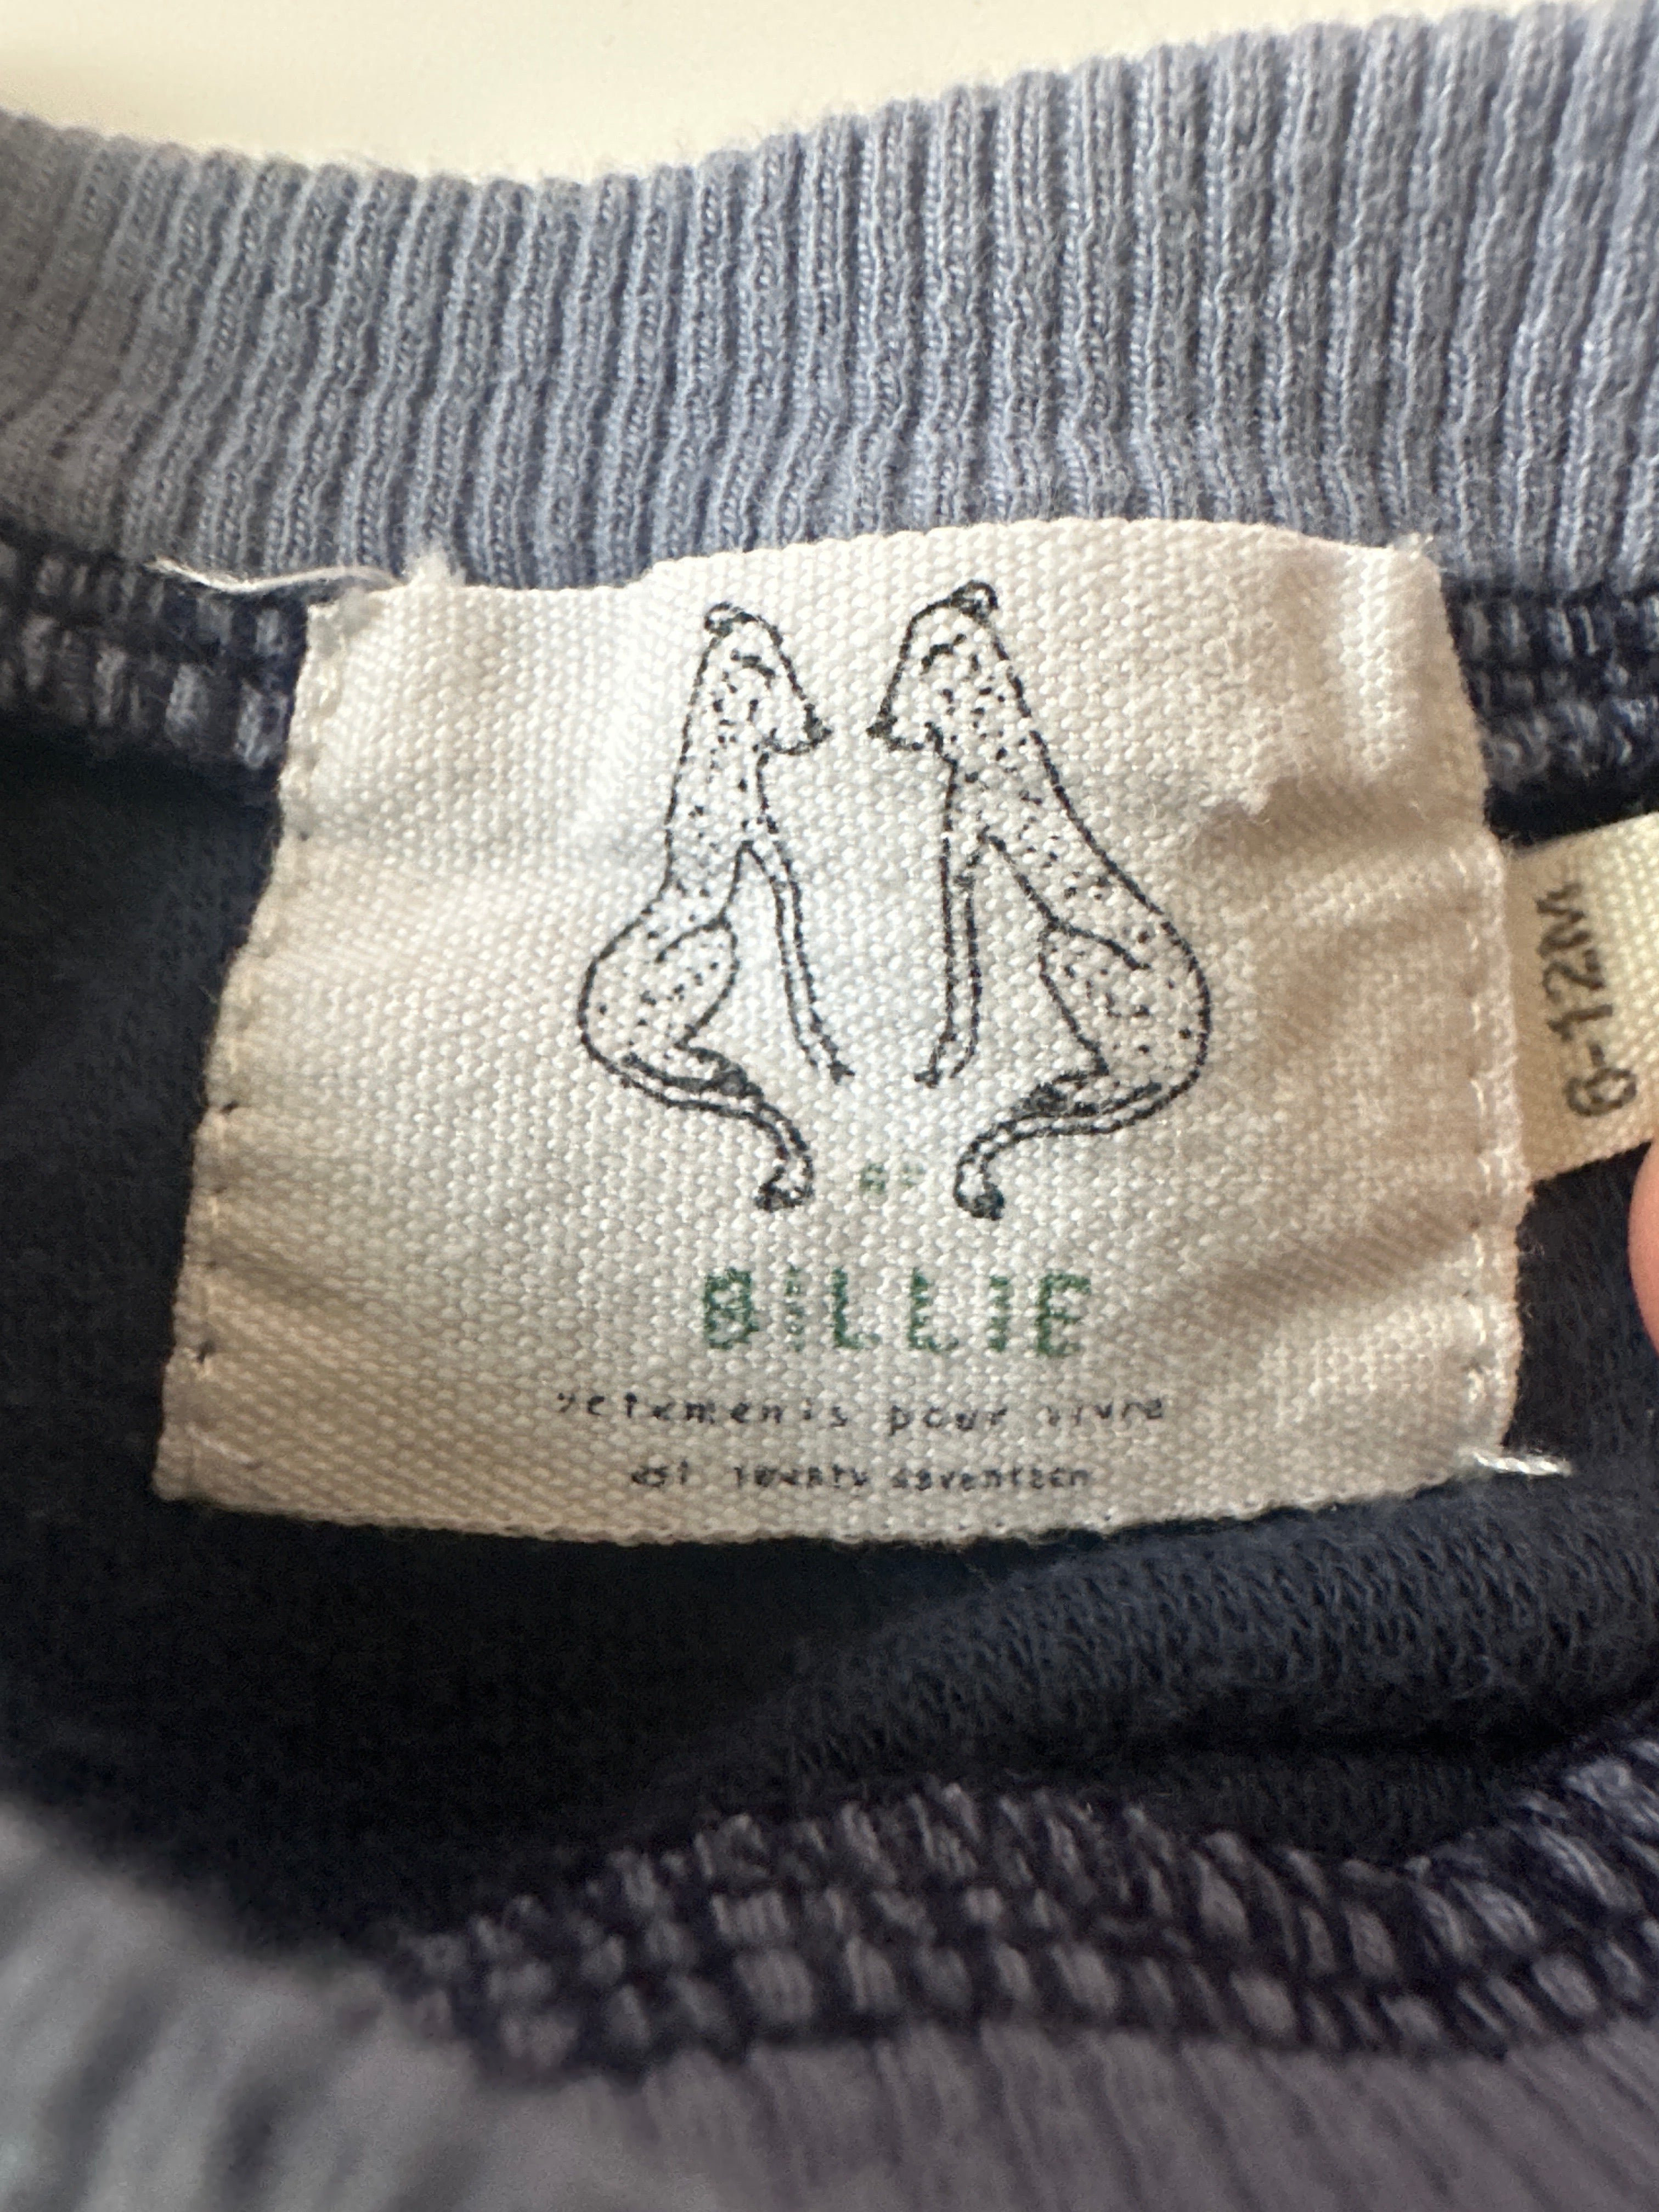 BILLIE
vetements pour vivre
est twenty seventeen
6-12M